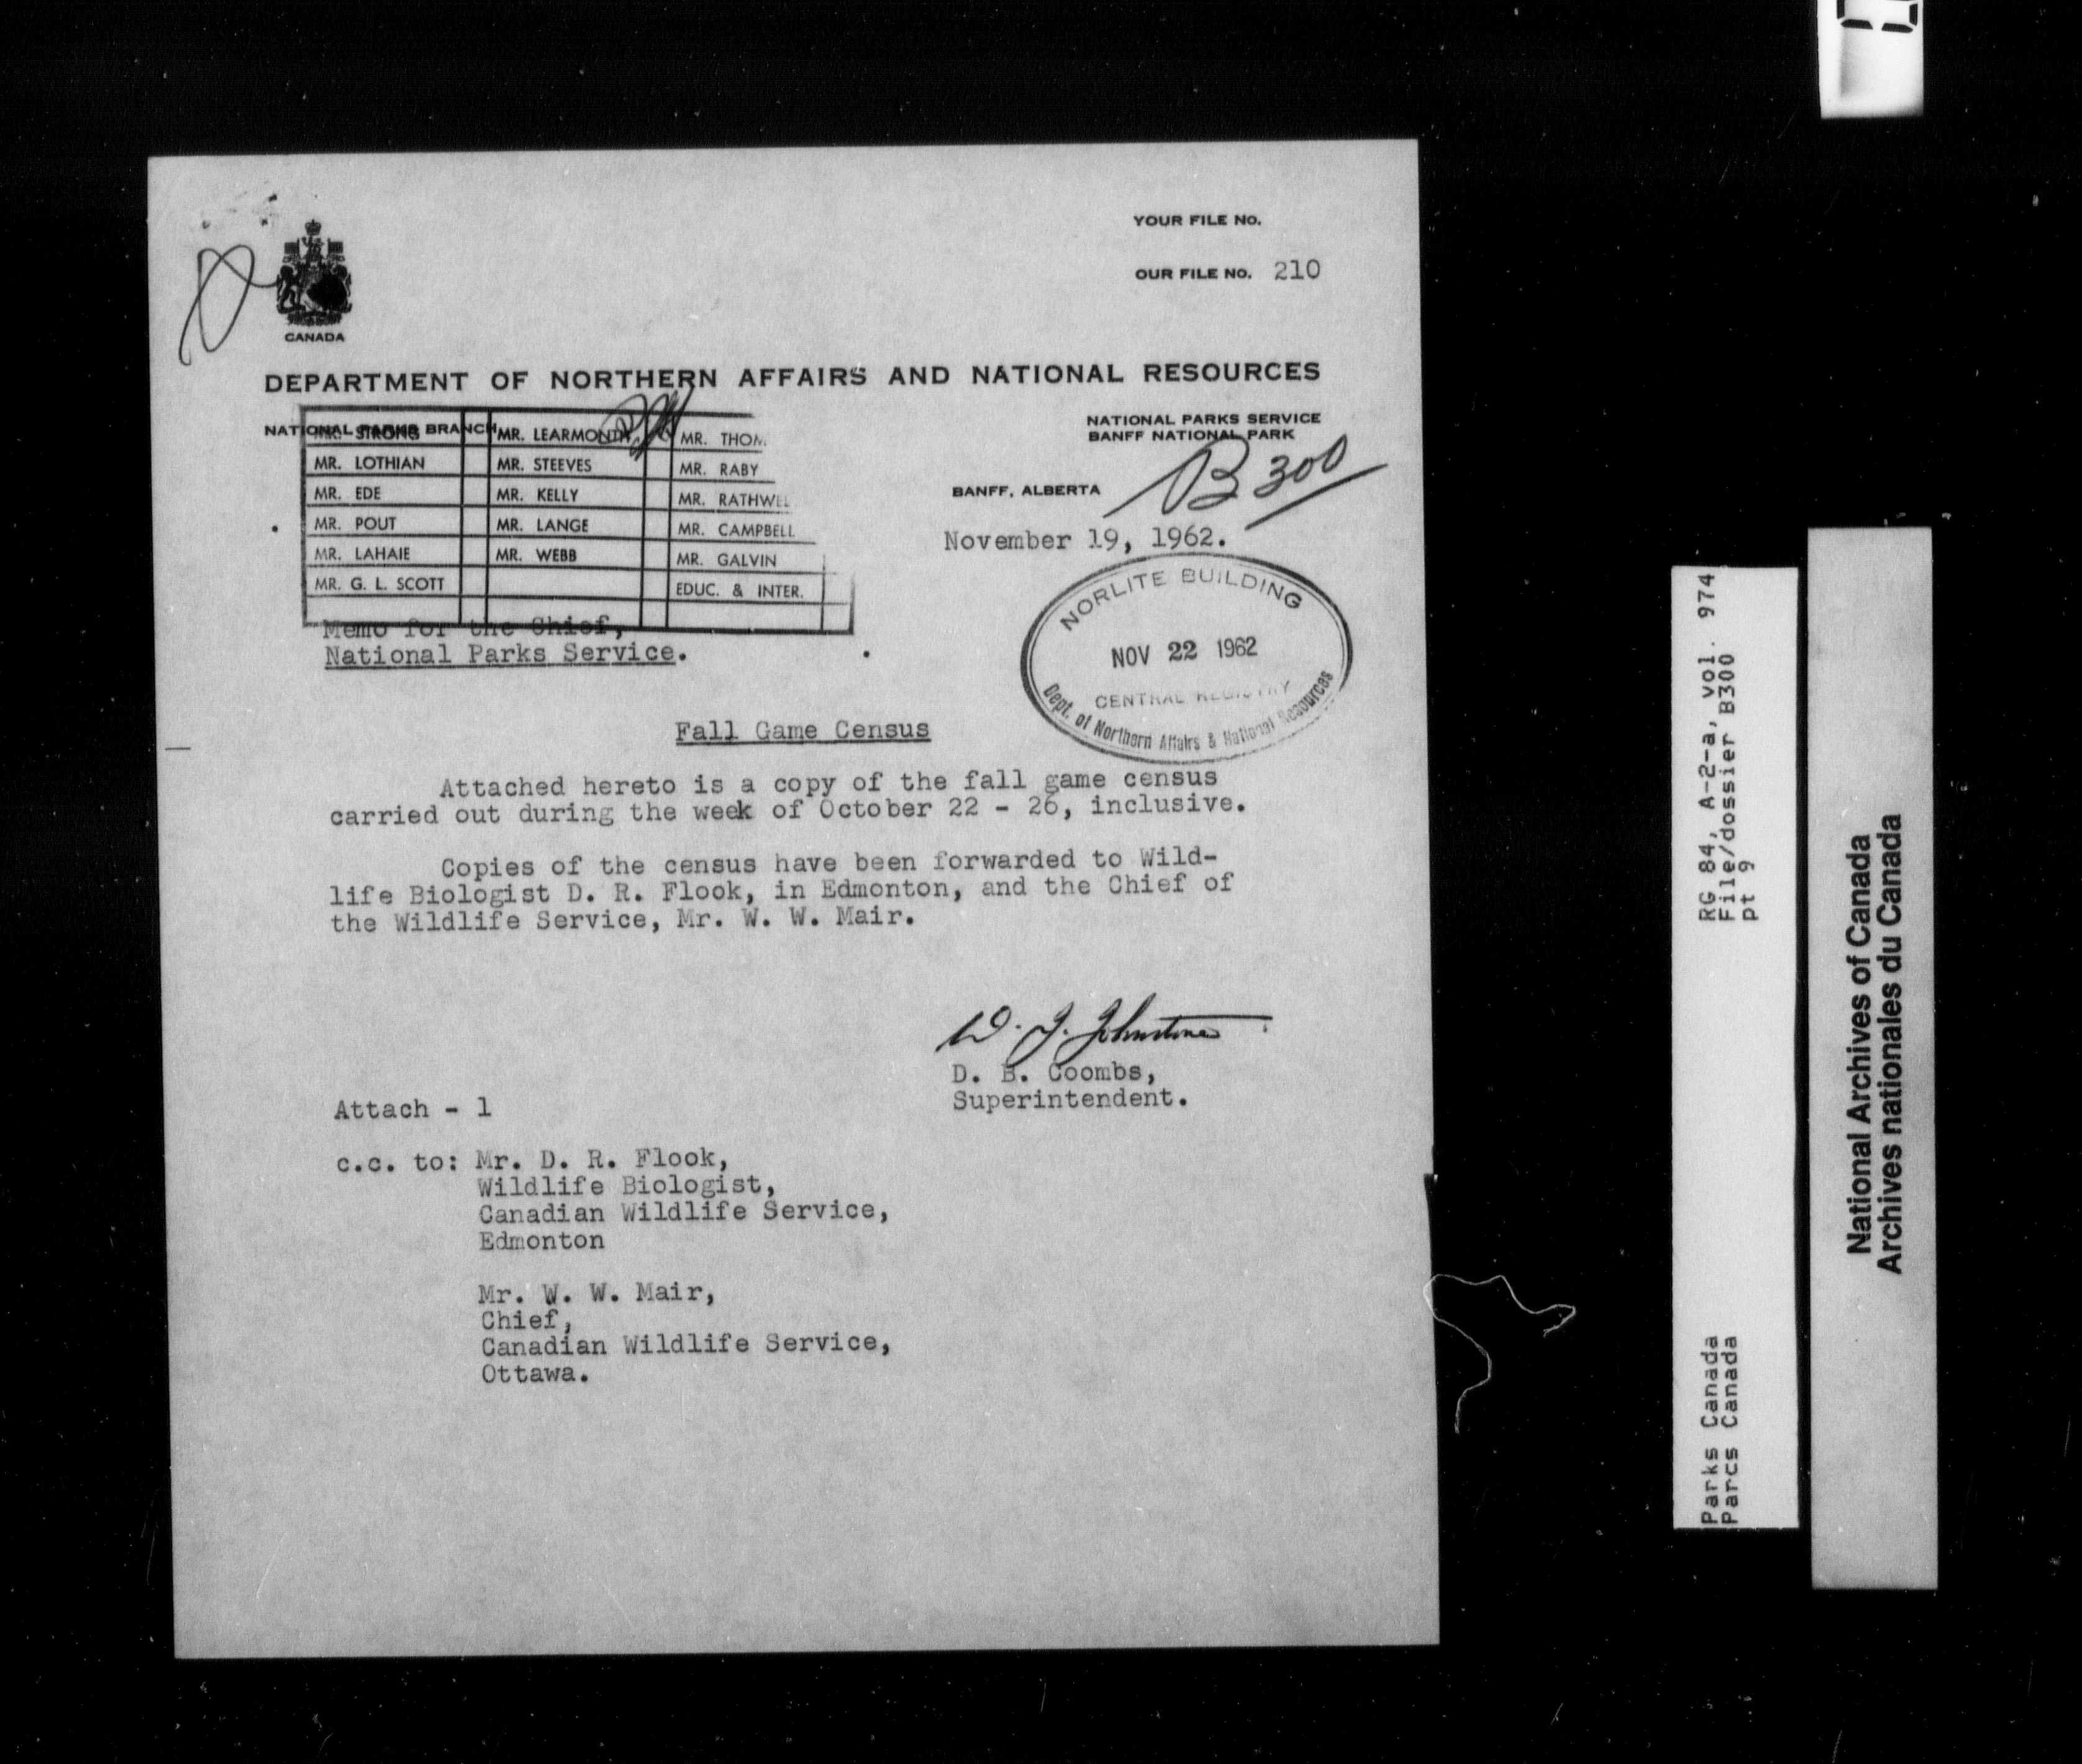 YOUR FILE No.
OUR FILE No. 210
CANADA
DEPARTMENT OF NORTHERN AFFAIRS AND NATIONAL RESOURCES
NATIONAL PARKS BRANCH
NATIONAL PARKS SERVICE
BANFF NATIONAL PARK
MR. STRONG MR. LEARMONTH MR. THOM
MR. LOTHIAN MR. STEEVES MR. RABY
MR. EDE MR. KELLY MR. RATHWEL
MR. POUT MR. LANGE MR. CAMPBELL
MR. LAHAIE MR. WEBB MR. GALVIN
MR. G. L. SCOTT EDUC. & INTER.
B 300
BANFF, ALBERTA
November 19, 1962.
NORLITE BUILDING
NOV 22 1962
CENTRAL REGISTRY
Dept. of Northern Affairs & National Resources
Memo for the Chief,
National Parks Service.
Fall Game Census
Attached hereto is a copy of the fall game census
carried out during the week of October 22 - 26, inclusive.
Copies of the census have been forwarded to Wild-
life Biologist D. R. Flook, in Edmonton, and the Chief of
the Wildlife Service, Mr. W. W. Mair.
D. B. Coombs,
Superintendent.
Attach - 1
c.c. to: Mr. D. R. Flook,
Wildlife Biologist,
Canadian Wildlife Service,
Edmonton
Mr. W. W. Mair,
Chief,
Canadian Wildlife Service,
Ottawa.
RG 84, A-2-a, vol. 974
File/dossier B300
pt 9
Parks Canada
Parcs Canada
National Archives of Canada
Archives nationales du Canada